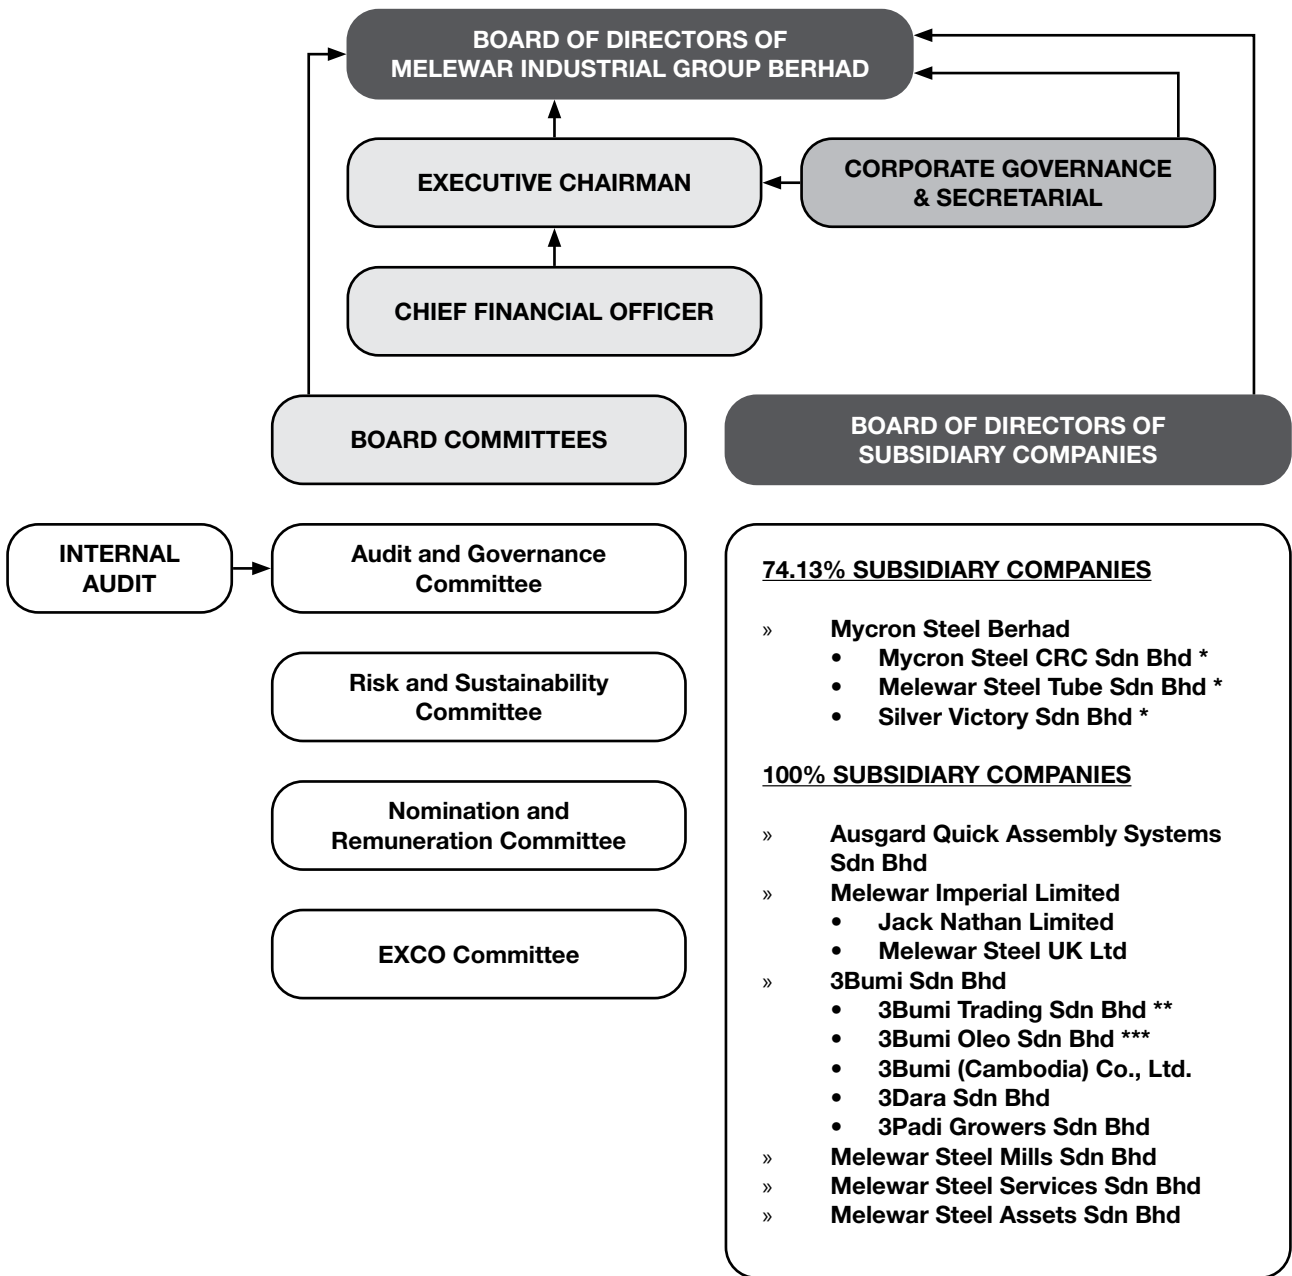 BOARD OF DIRECTORS OF
MELEWAR INDUSTRIAL GROUP BERHAD
EXECUTIVE CHAIRMAN
CORPORATE GOVERNANCE
& SECRETARIAL
CHIEF FINANCIAL OFFICER
BOARD COMMITTEES
BOARD OF DIRECTORS OF
SUBSIDIARY COMPANIES
INTERNAL
AUDIT
Audit and Governance
Committee
Risk and Sustainability
Committee
Nomination and
Remuneration Committee
EXCO Committee
74.13% SUBSIDIARY COMPANIES
» Mycron Steel Berhad
• Mycron Steel CRC Sdn Bhd *
• Melewar Steel Tube Sdn Bhd *
• Silver Victory Sdn Bhd *
100% SUBSIDIARY COMPANIES
» Ausgard Quick Assembly Systems
Sdn Bhd
» Melewar Imperial Limited
• Jack Nathan Limited
• Melewar Steel UK Ltd
» 3Bumi Sdn Bhd
• 3Bumi Trading Sdn Bhd **
• 3Bumi Oleo Sdn Bhd ***
• 3Bumi (Cambodia) Co., Ltd.
• 3Dara Sdn Bhd
• 3Padi Growers Sdn Bhd
» Melewar Steel Mills Sdn Bhd
» Melewar Steel Services Sdn Bhd
» Melewar Steel Assets Sdn Bhd